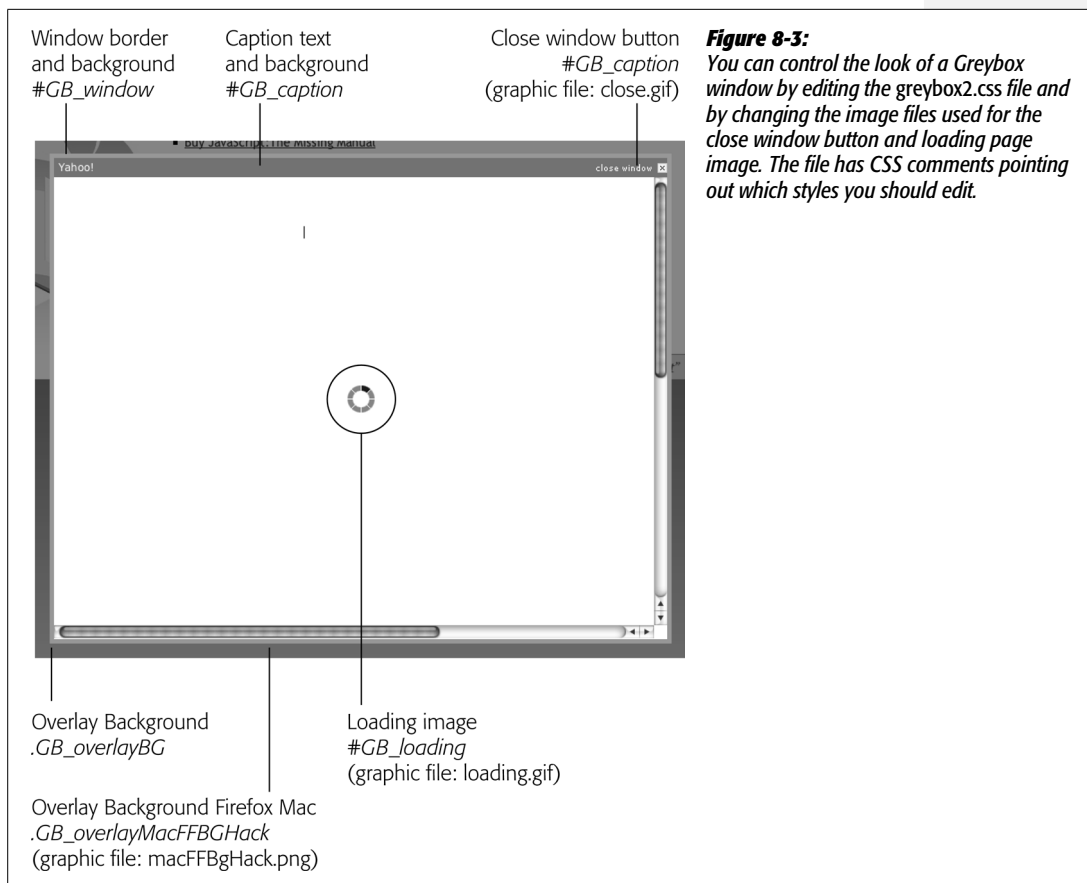 Window border
and background
#GB_window
Caption text
and background
#GB_caption
Close window button
#GB_caption
(graphic file: close.gif)
Figure 8-3:
You can control the look of a Greybox
window by editing the greybox2.css file and
by changing the image files used for the
close window button and loading page
image. The file has CSS comments pointing
out which styles you should edit.
Buy JavaScript: The Missing Manual
Yahoo!
close window
Overlay Background
.GB_overlayBG
Loading image
#GB_loading
(graphic file: loading.gif)
Overlay Background Firefox Mac
.GB_overlayMacFFBGHack
(graphic file: macFFBgHack.png)